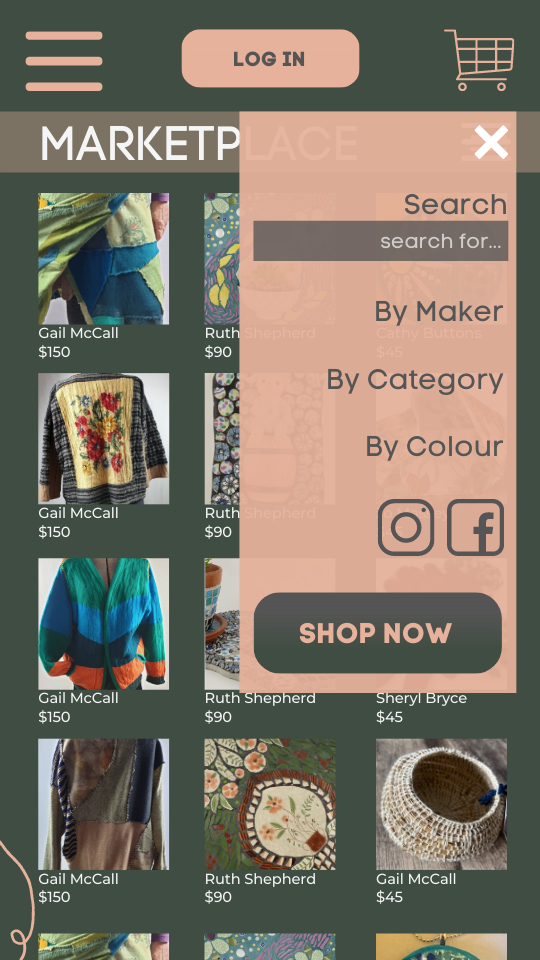 LOG IN
MARKETPLACE
Search
search for...
Gail McCall
$150
Ruth Shepherd
$90
Cathy Buttons
$45
By Maker
By Category
By Colour
Gail McCall
$150
Ruth Shepherd
$90
SHOP NOW
Gail McCall
$150
Ruth Shepherd
$90
Sheryl Bryce
$45
Gail McCall
$150
Ruth Shepherd
$90
Gail McCall
$45